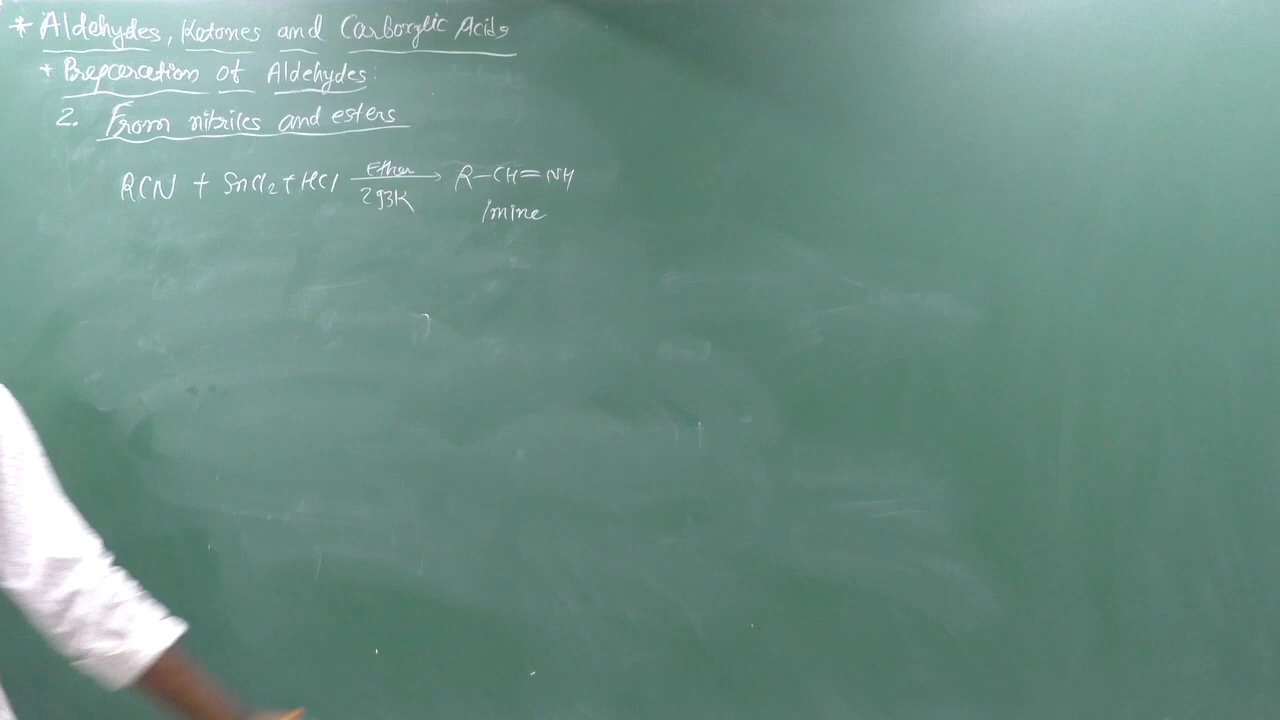 * Aldehydes, Ketones and Carboxylic Acids
+ Preparation of Aldehydes:
2. From nitriles and esters
RCN + SnCl₂ + HCl —Ether/293K→ R–CH=NH
Imine